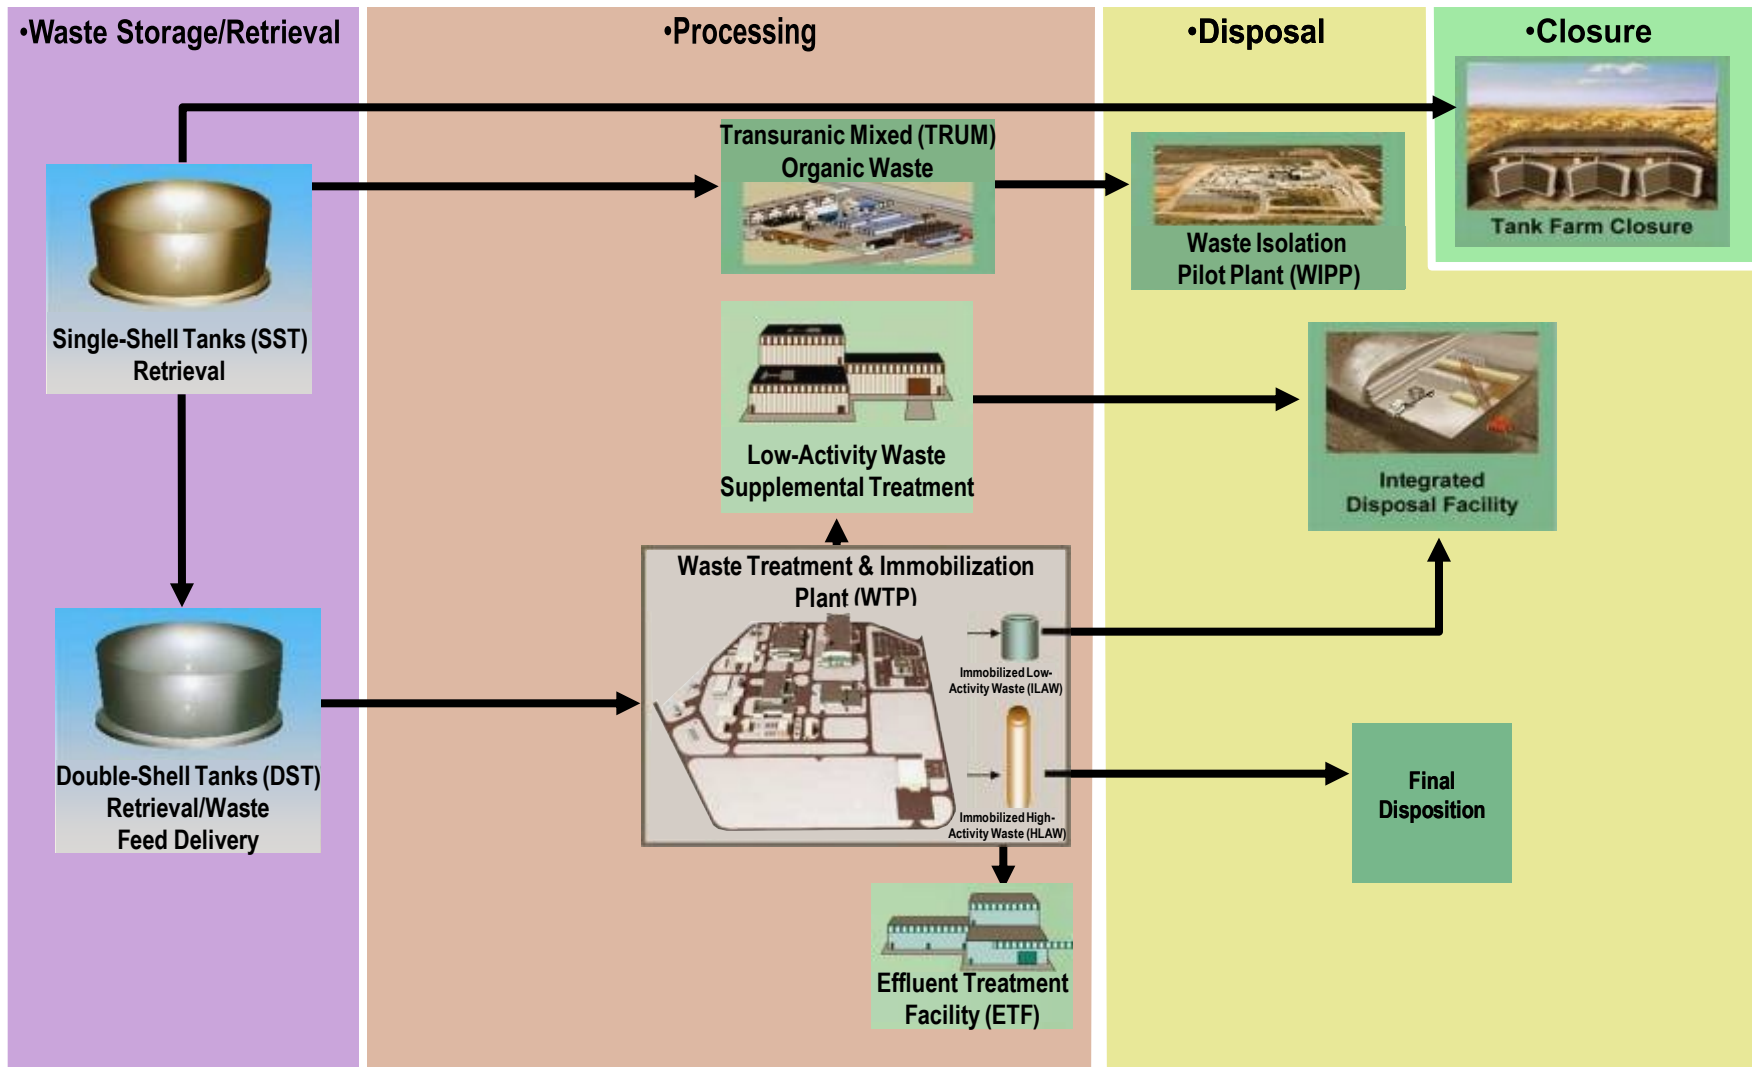 •Waste Storage/Retrieval
•Processing
•Disposal
•Closure
Single-Shell Tanks (SST)
Retrieval
Double-Shell Tanks (DST)
Retrieval/Waste
Feed Delivery
Transuranic Mixed (TRUM)
Organic Waste
Low-Activity Waste
Supplemental Treatment
Waste Treatment & Immobilization
Plant (WTP)
Immobilized Low-
Activity Waste (ILAW)
Immobilized High-
Activity Waste (HLAW)
Effluent Treatment
Facility (ETF)
Waste Isolation
Pilot Plant (WIPP)
Integrated
Disposal Facility
Final
Disposition
Tank Farm Closure